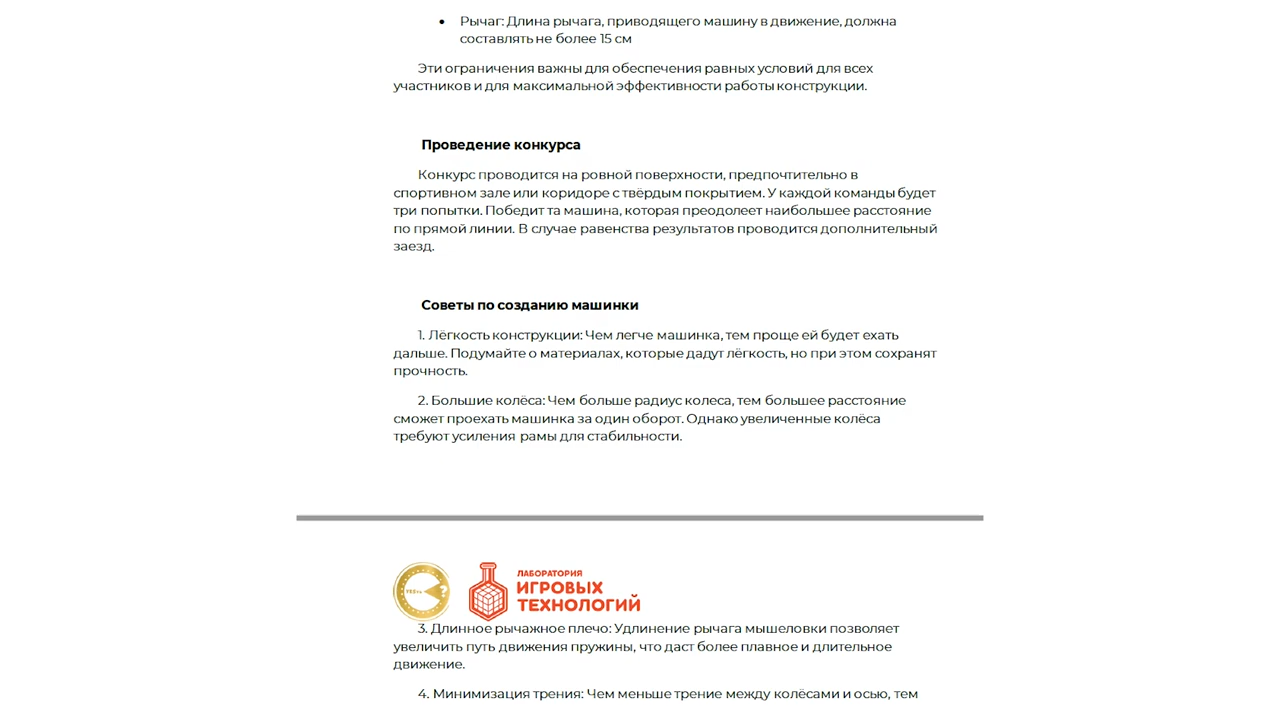 • Рычаг: Длина рычага, приводящего машину в движение, должна
составлять не более 15 см
Эти ограничения важны для обеспечения равных условий для всех
участников и для максимальной эффективности работы конструкции.
Проведение конкурса
Конкурс проводится на ровной поверхности, предпочтительно в
спортивном зале или коридоре с твёрдым покрытием. У каждой команды будет
три попытки. Победит та машина, которая преодолеет наибольшее расстояние
по прямой линии. В случае равенства результатов проводится дополнительный
заезд.
Советы по созданию машинки
1. Лёгкость конструкции: Чем легче машинка, тем проще ей будет ехать
дальше. Подумайте о материалах, которые дадут лёгкость, но при этом сохранят
прочность.
2. Большие колёса: Чем больше радиус колеса, тем большее расстояние
сможет проехать машинка за один оборот. Однако увеличенные колёса
требуют усиления рамы для стабильности.
ЛАБОРАТОРИЯ
ИГРОВЫХ
ТЕХНОЛОГИЙ
3. Длинное рычажное плечо: Удлинение рычага мышеловки позволяет
увеличить путь движения пружины, что даст более плавное и длительное
движение.
4. Минимизация трения: Чем меньше трение между колёсами и осью, тем